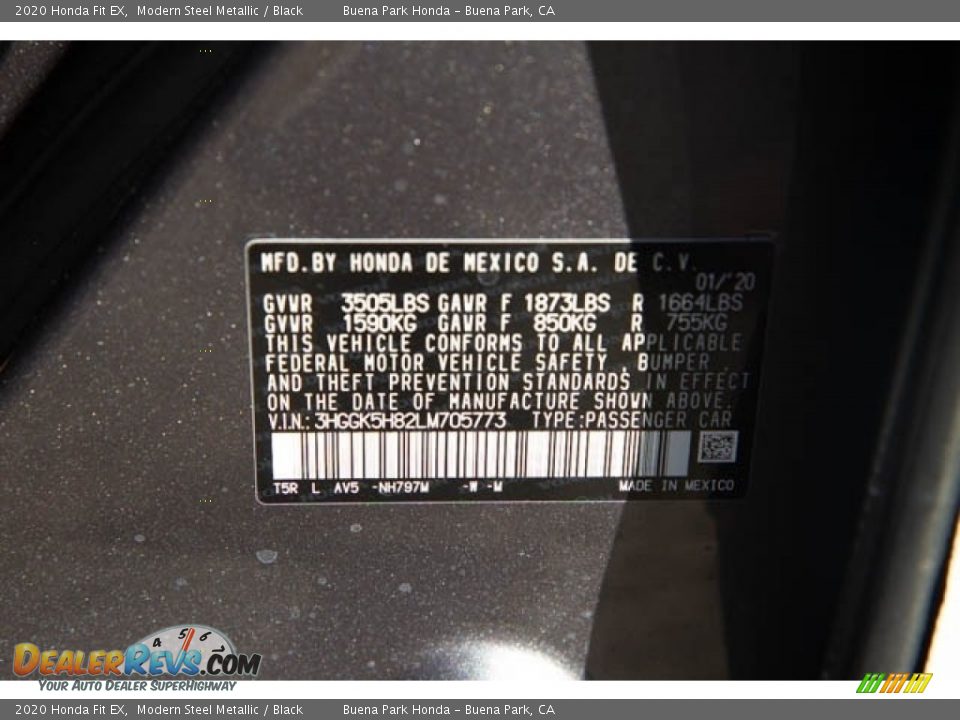 2020 Honda Fit EX, Modern Steel Metallic / Black Buena Park Honda - Buena Park, CA
MFD.BY HONDA DE MEXICO S.A. DE C.V.
01/'20
GVWR 3505LBS GAWR F 1873LBS R 1664LBS
GVWR 1590KG GAWR F 850KG R 755KG
THIS VEHICLE CONFORMS TO ALL APPLICABLE
FEDERAL MOTOR VEHICLE SAFETY , BUMPER ,
AND THEFT PREVENTION STANDARDS IN EFFECT
ON THE DATE OF MANUFACTURE SHOWN ABOVE.
V.I.N.: 3HGGK5H82LM705773 TYPE:PASSENGER CAR
T5R L AV5 -NH797M -W -M MADE IN MEXICO
4 5 6
DEALERREVS.COM
YOUR AUTO DEALER SUPERHIGHWAY
2020 Honda Fit EX, Modern Steel Metallic / Black Buena Park Honda - Buena Park, CA